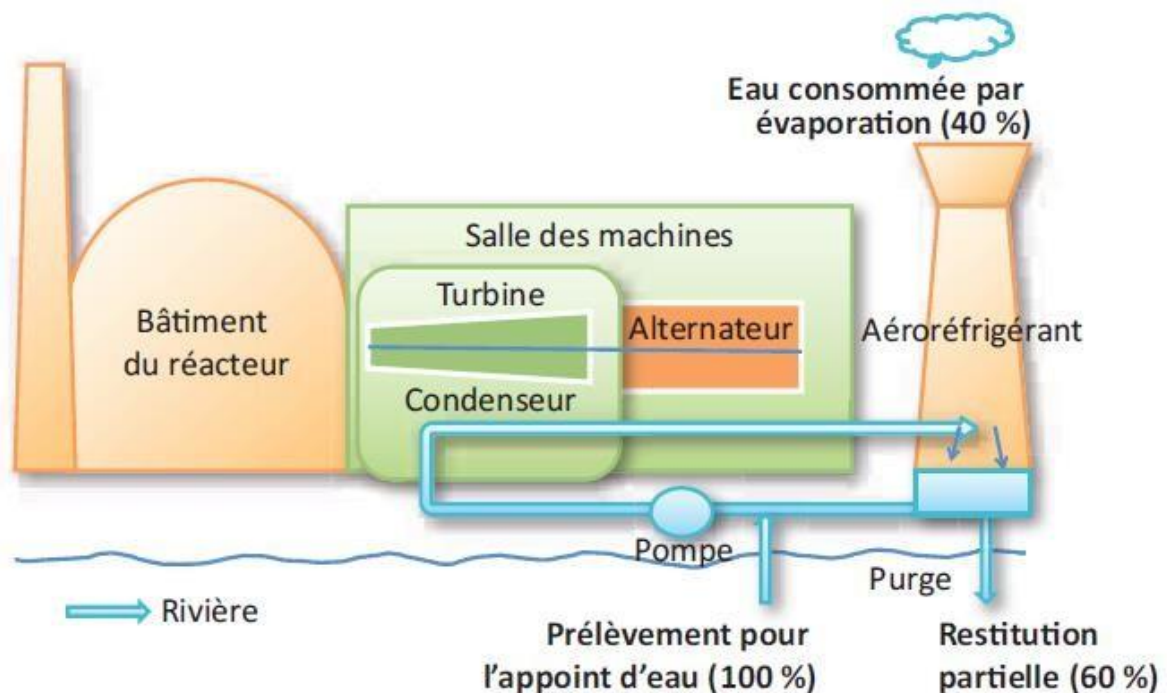 Eau consommée par
évaporation (40 %)
Salle des machines
Turbine
Bâtiment
du réacteur
Alternateur
Aéroréfrigérant
Condenseur
Pompe
Purge
Rivière
Prélèvement pour
l'appoint d'eau (100 %)
Restitution
partielle (60 %)